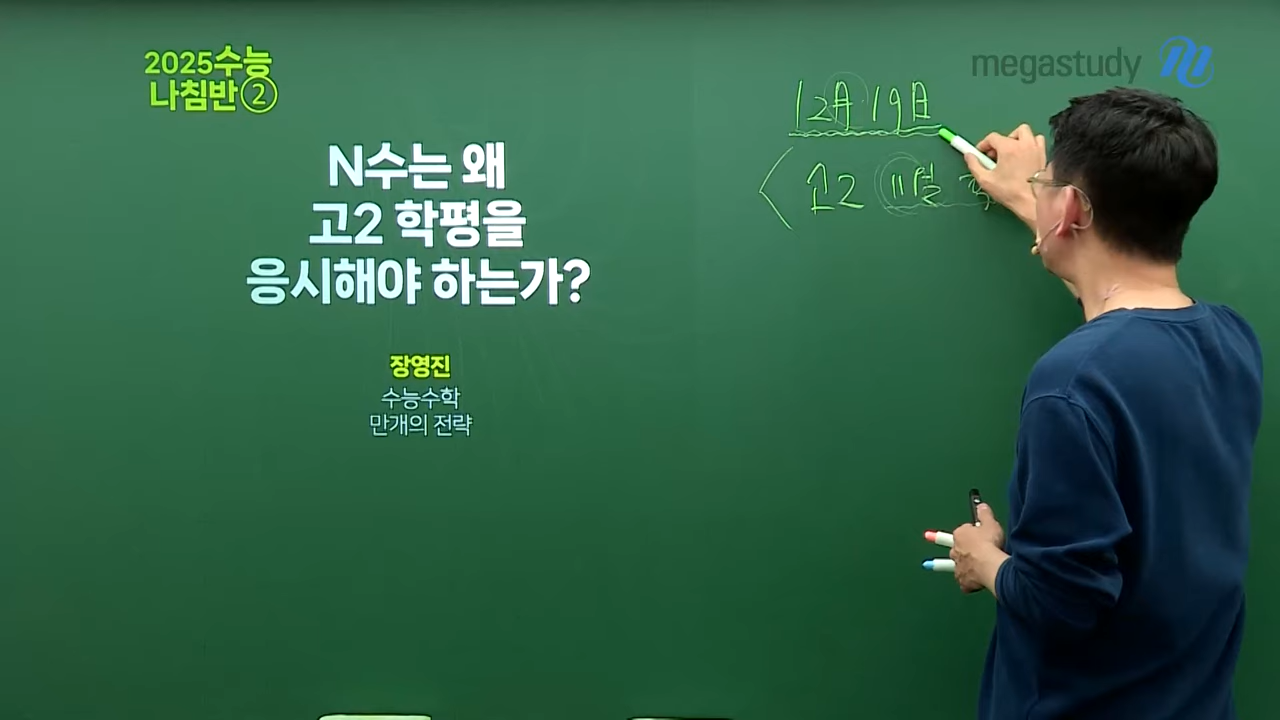 2025수능
나침반②
N수는 왜
고2 학평을
응시해야 하는가?
장영진
수능수학
만개의 전략
megastudy
12月 19日
고2 11월